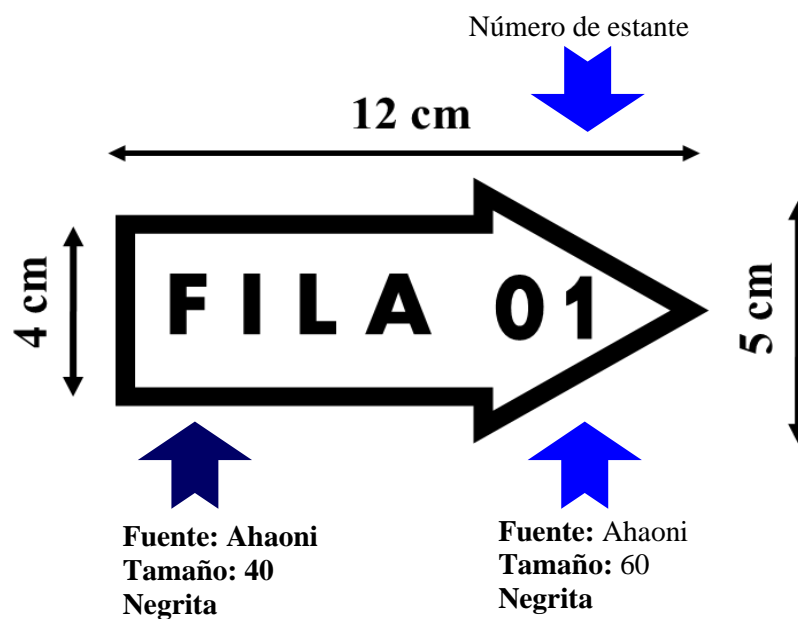 Número de estante
12 cm
4 cm
FILA 01
5 cm
Fuente: Ahaoni
Tamaño: 40
Negrita
Fuente: Ahaoni
Tamaño: 60
Negrita